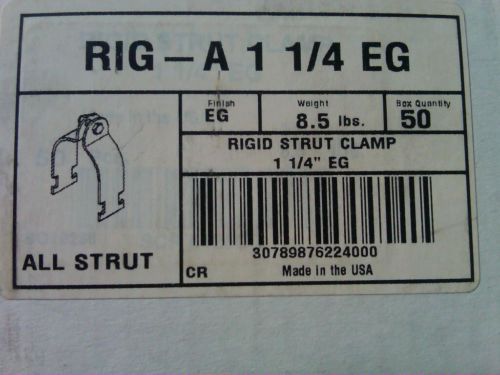 RIG - A 1 1/4 EG
Finish Weight Box Quantity
EG 8.5 lbs. 50
RIGID STRUT CLAMP
1 1/4" EG
30789876224000
ALL STRUT
CR Made in the USA